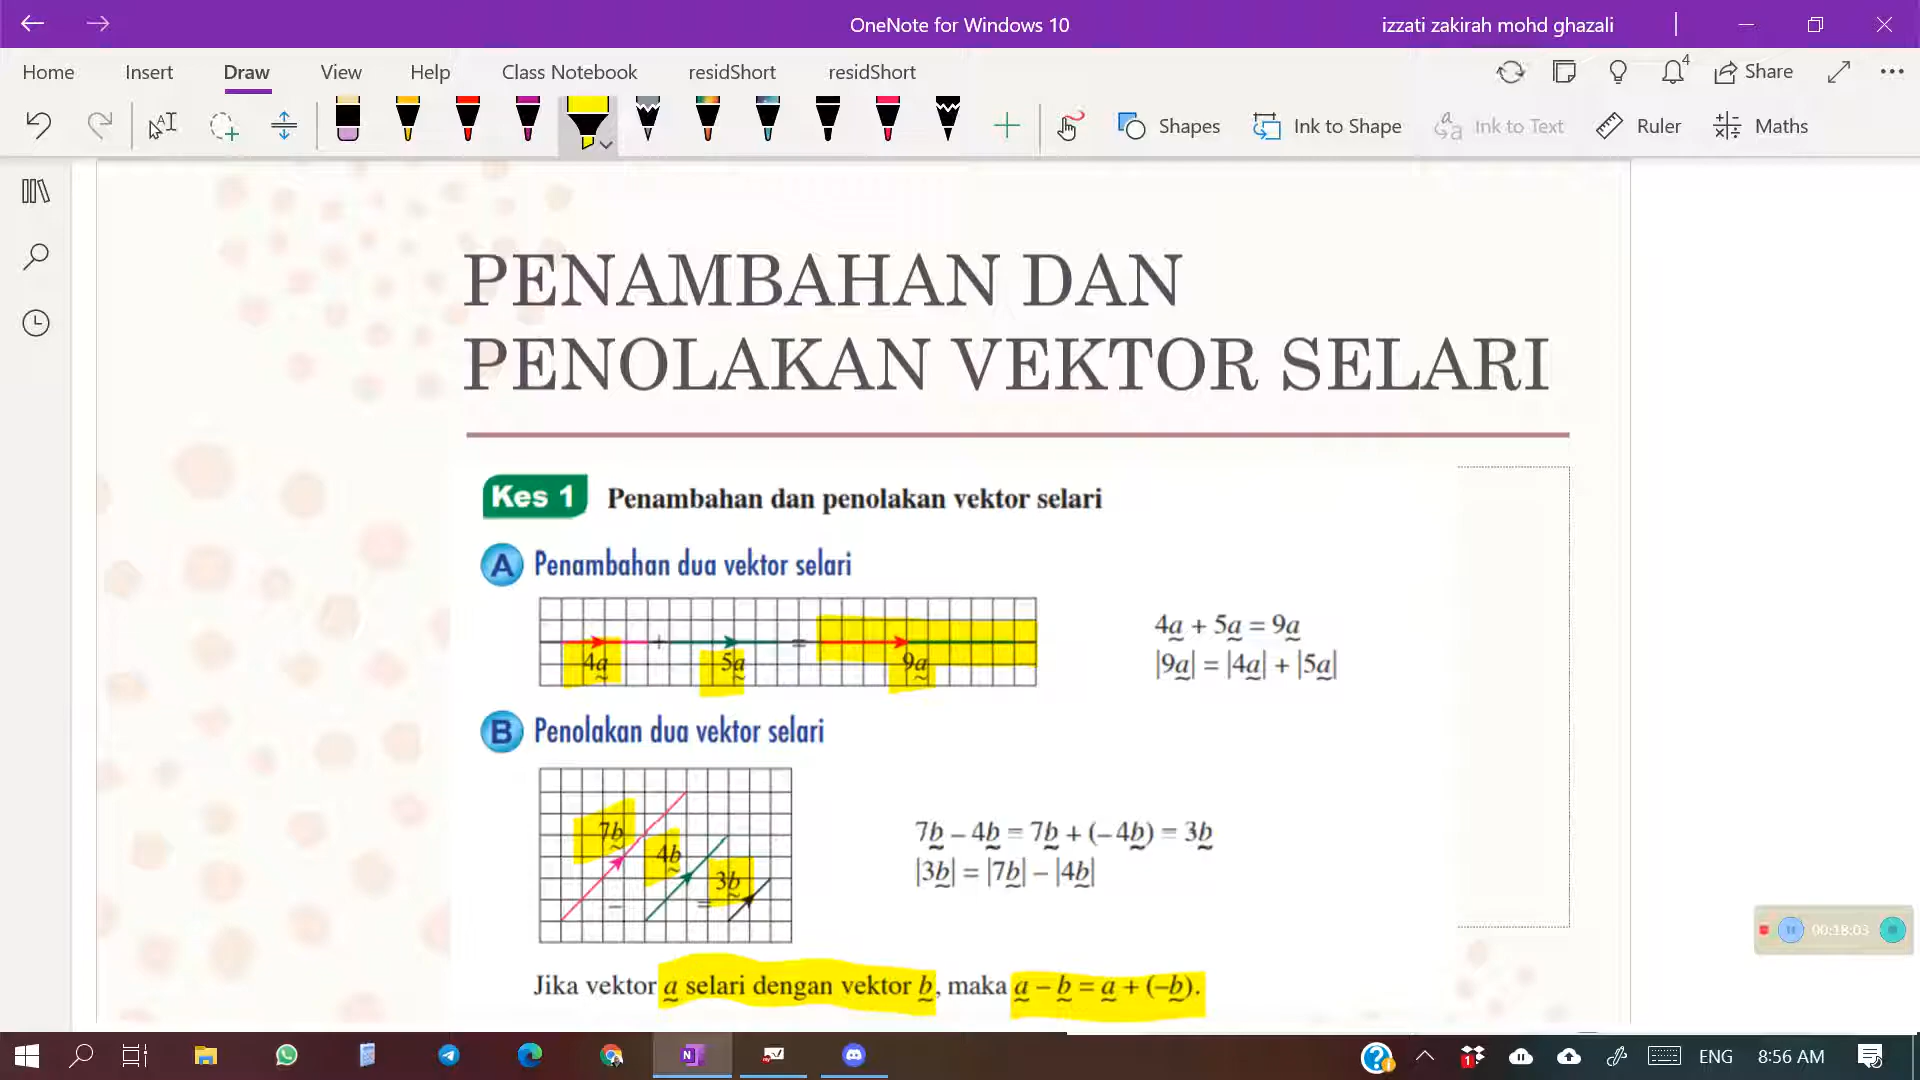 OneNote for Windows 10
izzati zakirah mohd ghazali
Home Insert Draw View Help Class Notebook residShort residShort
4
Share
Shapes
Ink to Shape
Ink to Text
Ruler
Maths
PENAMBAHAN DAN
PENOLAKAN VEKTOR SELARI
Kes 1 Penambahan dan penolakan vektor selari
A Penambahan dua vektor selari
+ =
4a 5a 9a
4a + 5a = 9a
|9a| = |4a| + |5a|
B Penolakan dua vektor selari
7b
4b
3b
– =
7b – 4b = 7b + (– 4b) = 3b
|3b| = |7b| – |4b|
Jika vektor a selari dengan vektor b, maka a – b = a + (–b).
00:18:03
ENG 8:56 AM